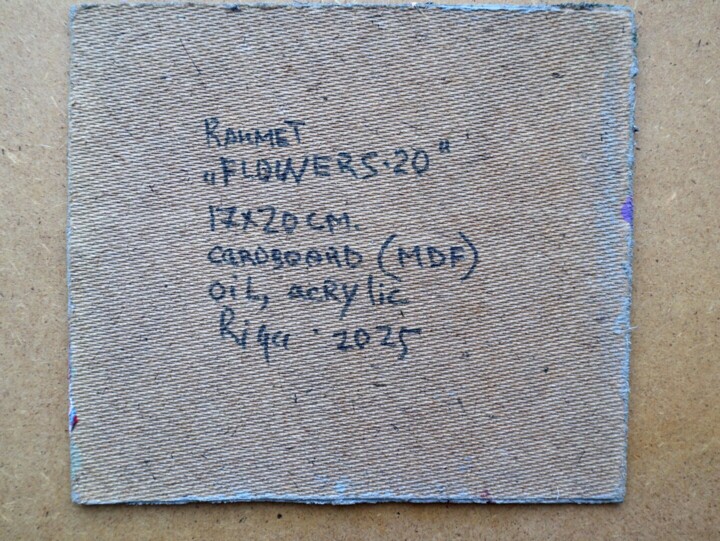 RAHMET
„FLOWERS-20"
17x20 CM.
CARDBOARD (MDF)
OIL, acRYlic
Riga · 2025